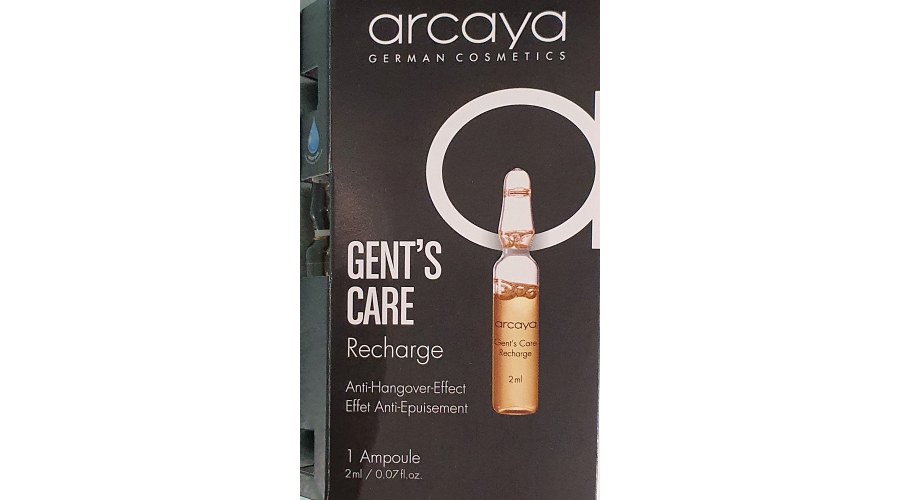 arcaya
GERMAN COSMETICS
GENT'S
CARE
Recharge
Anti-Hangover-Effect
Effet Anti-Epuisement
1 Ampoule
2ml / 0.07fl.oz.
arcaya
Gent's Care
Recharge
2ml